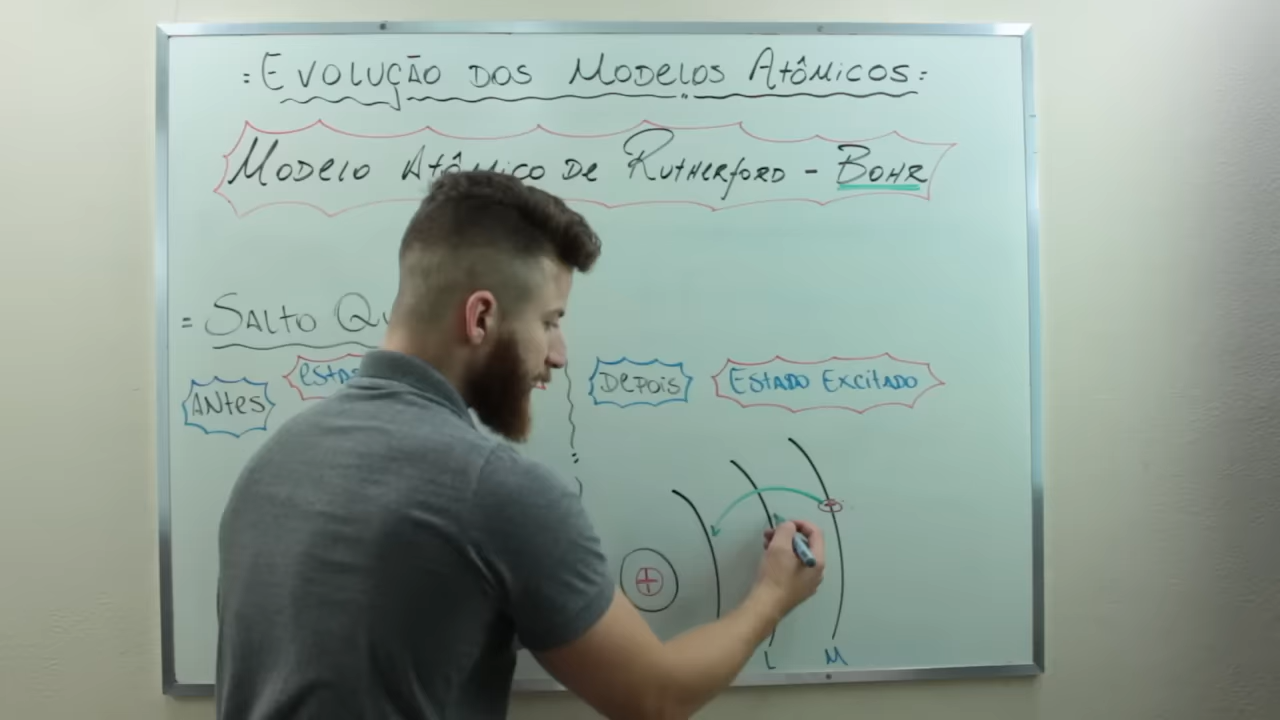 = Evolução dos Modelos Atômicos =
Modelo Atômico de Rutherford - Bohr
= Salto
Antes
Depois
Estado Excitado
+
L M